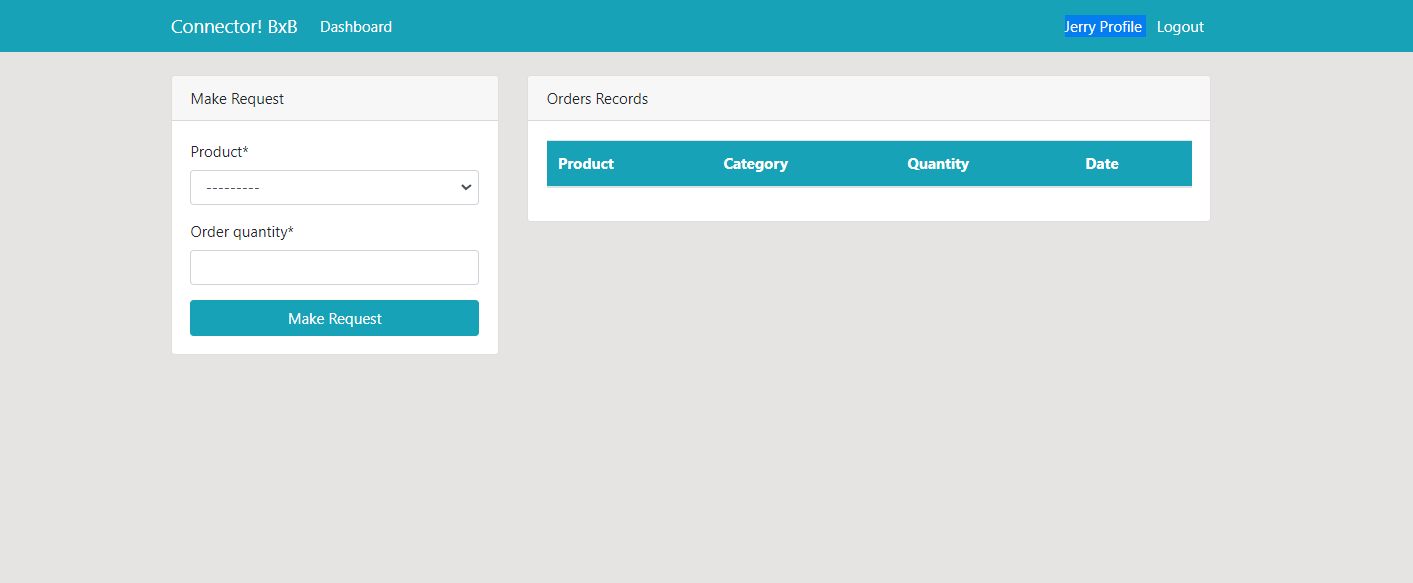 Connector! BxB Dashboard Jerry Profile Logout
Make Request
Product*
---------
Order quantity*
Make Request
Orders Records
Product Category Quantity Date